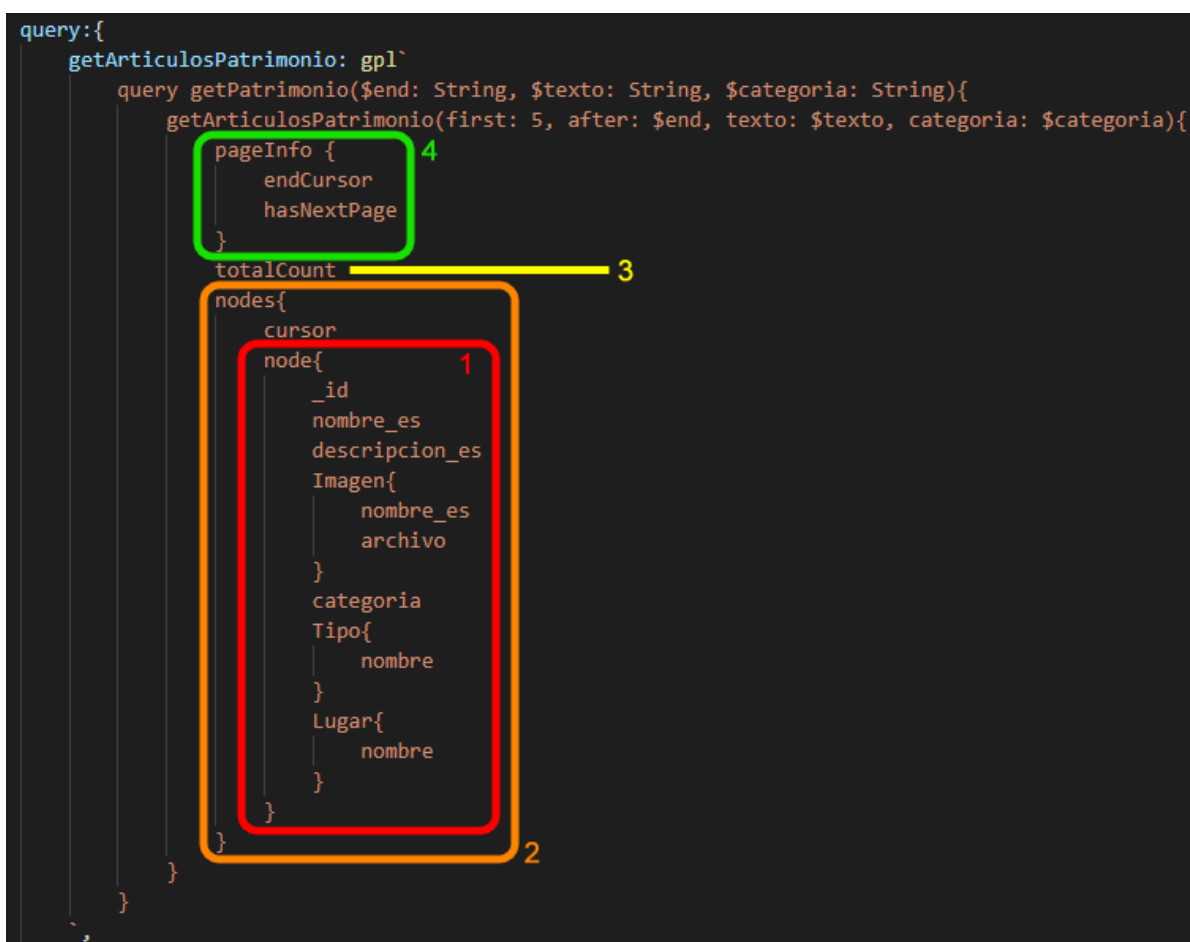 query:{
getArticulosPatrimonio: gpl`
query getPatrimonio($end: String, $texto: String, $categoria: String){
getArticulosPatrimonio(first: 5, after: $end, texto: $texto, categoria: $categoria){
pageInfo { 4
endCursor
hasNextPage
}
totalCount 3
nodes{
cursor
node{ 1
_id
nombre_es
descripcion_es
Imagen{
nombre_es
archivo
}
categoria
Tipo{
nombre
}
Lugar{
nombre
}
}
} 2
}
}
`,